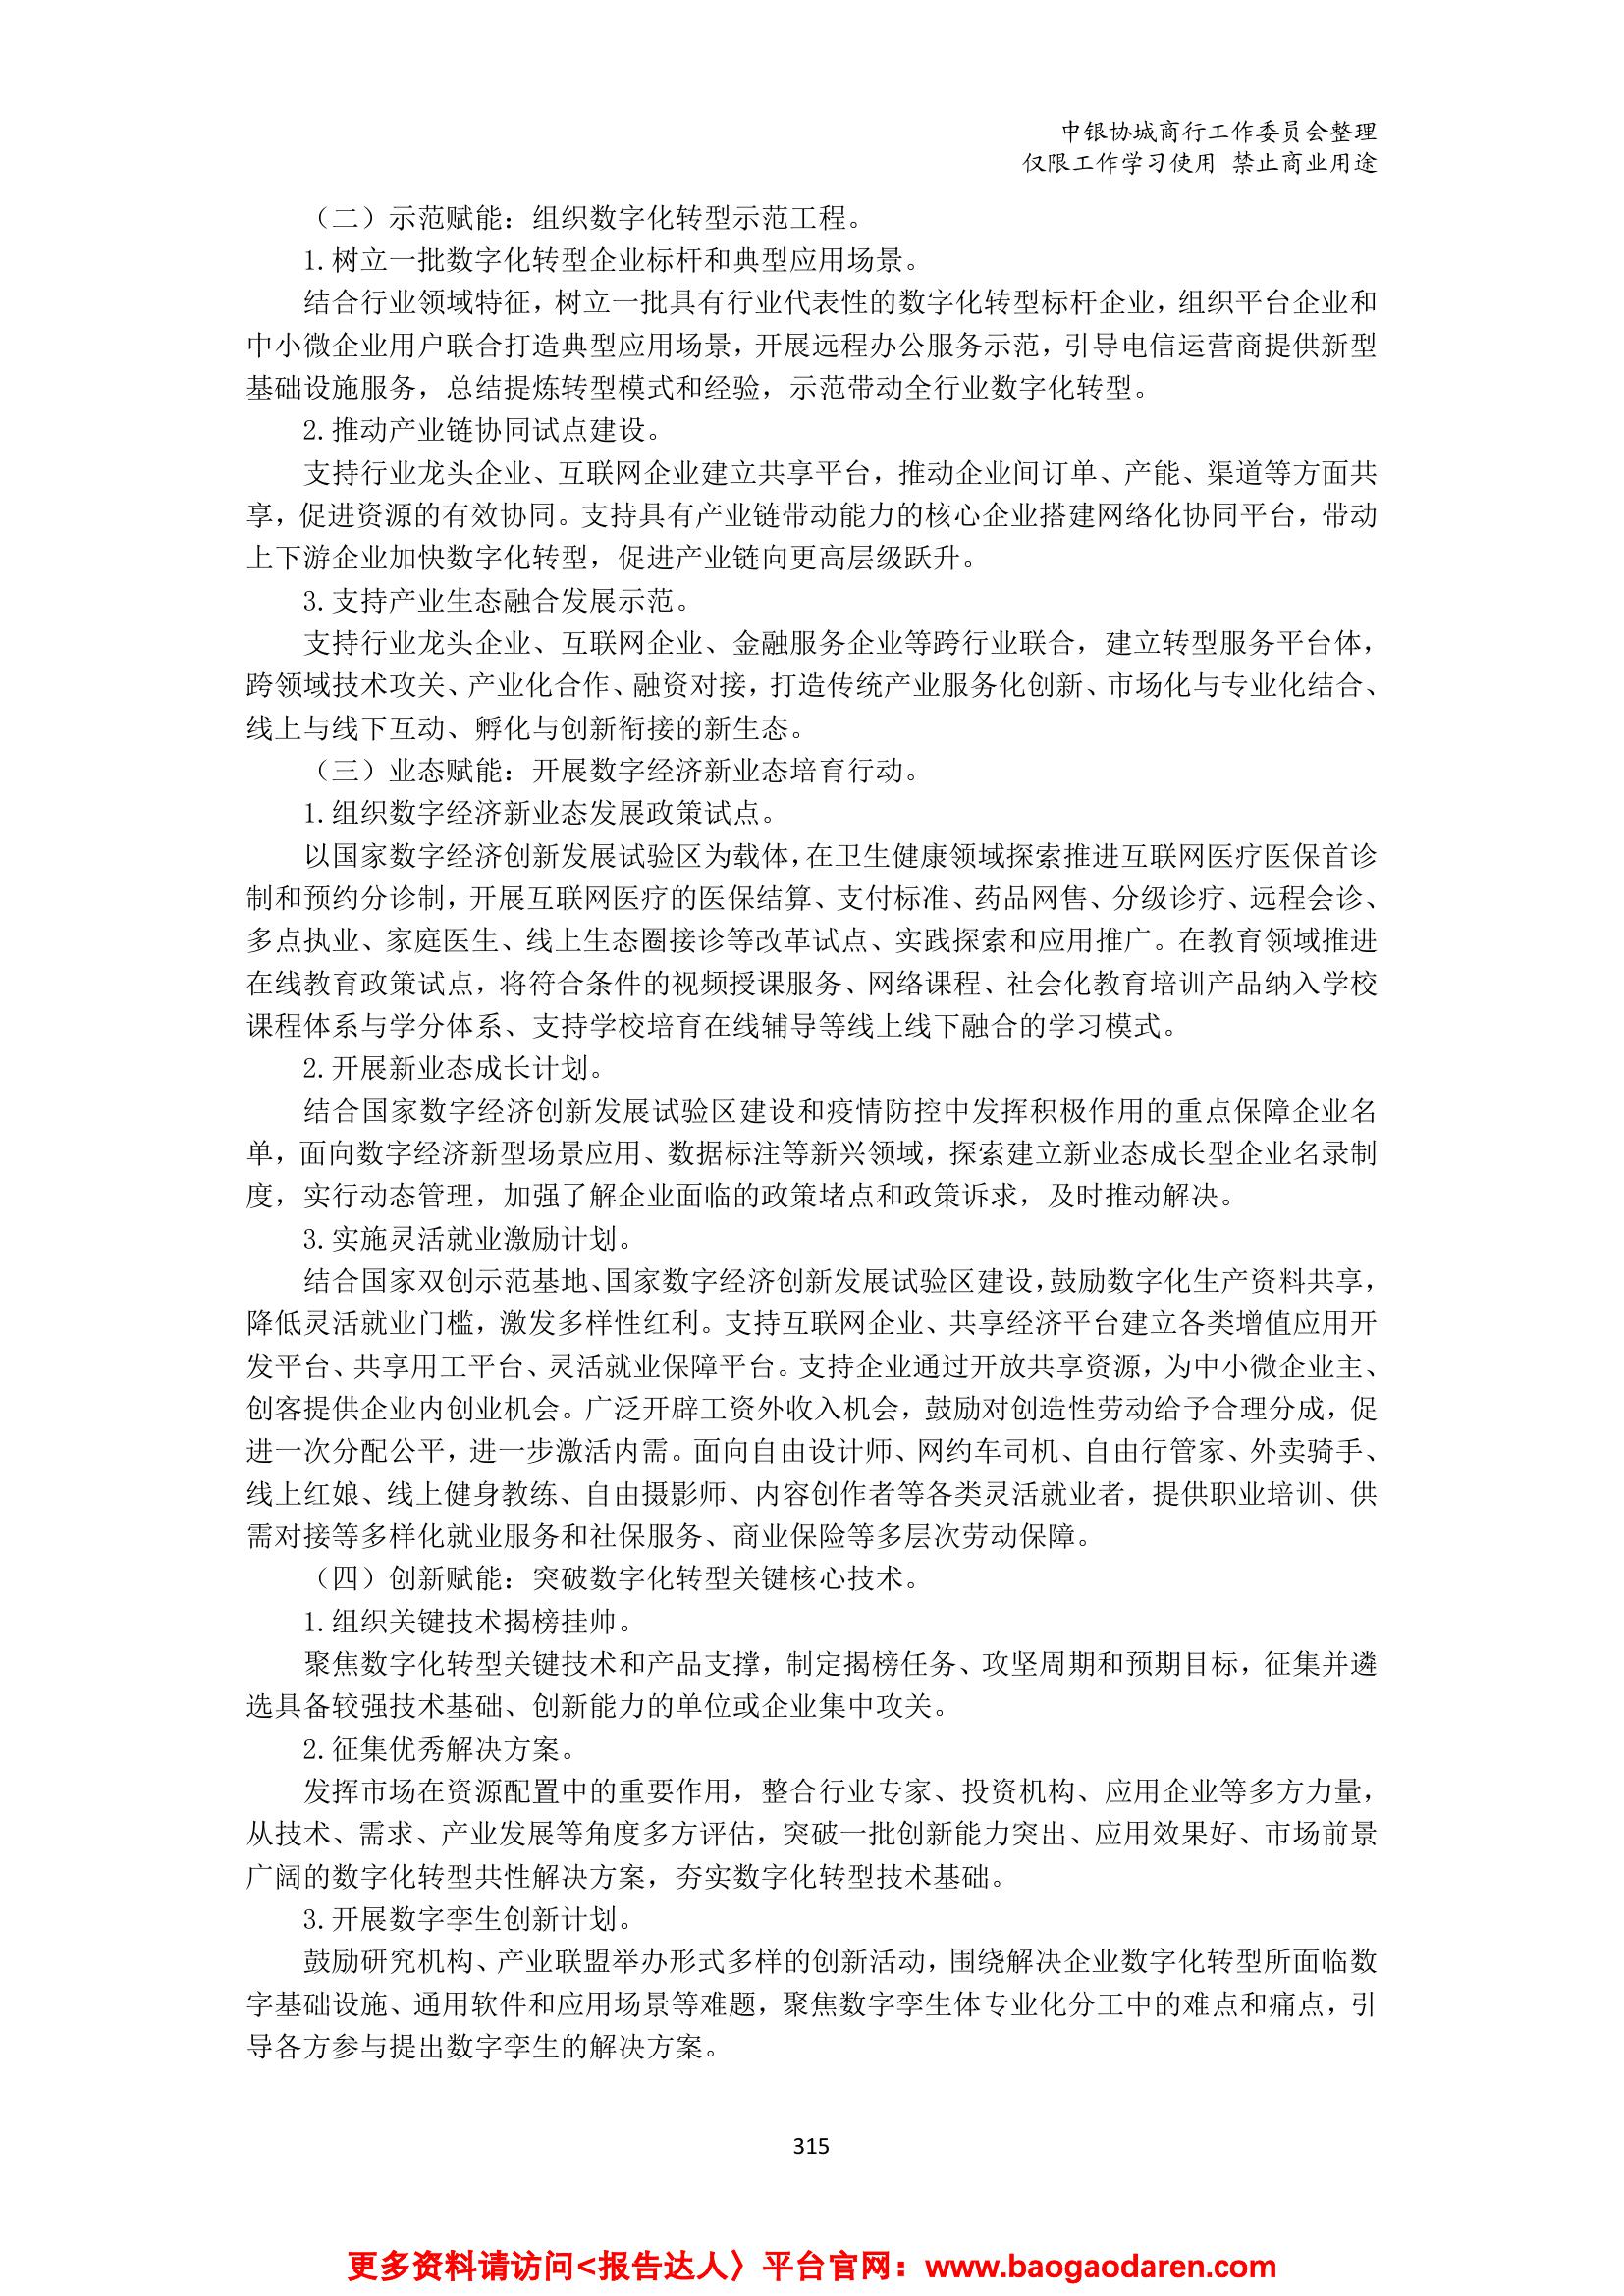 中银协城商行工作委员会整理
仅限工作学习使用 禁止商业用途
（二）示范赋能：组织数字化转型示范工程。
1.树立一批数字化转型企业标杆和典型应用场景。
结合行业领域特征，树立一批具有行业代表性的数字化转型标杆企业，组织平台企业和
中小微企业用户联合打造典型应用场景，开展远程办公服务示范，引导电信运营商提供新型
基础设施服务，总结提炼转型模式和经验，示范带动全行业数字化转型。
2.推动产业链协同试点建设。
支持行业龙头企业、互联网企业建立共享平台，推动企业间订单、产能、渠道等方面共
享，促进资源的有效协同。支持具有产业链带动能力的核心企业搭建网络化协同平台，带动
上下游企业加快数字化转型，促进产业链向更高层级跃升。
3.支持产业生态融合发展示范。
支持行业龙头企业、互联网企业、金融服务企业等跨行业联合，建立转型服务平台体，
跨领域技术攻关、产业化合作、融资对接，打造传统产业服务化创新、市场化与专业化结合、
线上与线下互动、孵化与创新衔接的新生态。
（三）业态赋能：开展数字经济新业态培育行动。
1.组织数字经济新业态发展政策试点。
以国家数字经济创新发展试验区为载体，在卫生健康领域探索推进互联网医疗医保首诊
制和预约分诊制，开展互联网医疗的医保结算、支付标准、药品网售、分级诊疗、远程会诊、
多点执业、家庭医生、线上生态圈接诊等改革试点、实践探索和应用推广。在教育领域推进
在线教育政策试点，将符合条件的视频授课服务、网络课程、社会化教育培训产品纳入学校
课程体系与学分体系、支持学校培育在线辅导等线上线下融合的学习模式。
2.开展新业态成长计划。
结合国家数字经济创新发展试验区建设和疫情防控中发挥积极作用的重点保障企业名
单，面向数字经济新型场景应用、数据标注等新兴领域，探索建立新业态成长型企业名录制
度，实行动态管理，加强了解企业面临的政策堵点和政策诉求，及时推动解决。
3.实施灵活就业激励计划。
结合国家双创示范基地、国家数字经济创新发展试验区建设，鼓励数字化生产资料共享，
降低灵活就业门槛，激发多样性红利。支持互联网企业、共享经济平台建立各类增值应用开
发平台、共享用工平台、灵活就业保障平台。支持企业通过开放共享资源，为中小微企业主、
创客提供企业内创业机会。广泛开辟工资外收入机会，鼓励对创造性劳动给予合理分成，促
进一次分配公平，进一步激活内需。面向自由设计师、网约车司机、自由行管家、外卖骑手、
线上红娘、线上健身教练、自由摄影师、内容创作者等各类灵活就业者，提供职业培训、供
需对接等多样化就业服务和社保服务、商业保险等多层次劳动保障。
（四）创新赋能：突破数字化转型关键核心技术。
1.组织关键技术揭榜挂帅。
聚焦数字化转型关键技术和产品支撑，制定揭榜任务、攻坚周期和预期目标，征集并遴
选具备较强技术基础、创新能力的单位或企业集中攻关。
2.征集优秀解决方案。
发挥市场在资源配置中的重要作用，整合行业专家、投资机构、应用企业等多方力量，
从技术、需求、产业发展等角度多方评估，突破一批创新能力突出、应用效果好、市场前景
广阔的数字化转型共性解决方案，夯实数字化转型技术基础。
3.开展数字孪生创新计划。
鼓励研究机构、产业联盟举办形式多样的创新活动，围绕解决企业数字化转型所面临数
字基础设施、通用软件和应用场景等难题，聚焦数字孪生体专业化分工中的难点和痛点，引
导各方参与提出数字孪生的解决方案。
315
更多资料请访问<报告达人〉平台官网：www.baogaodaren.com